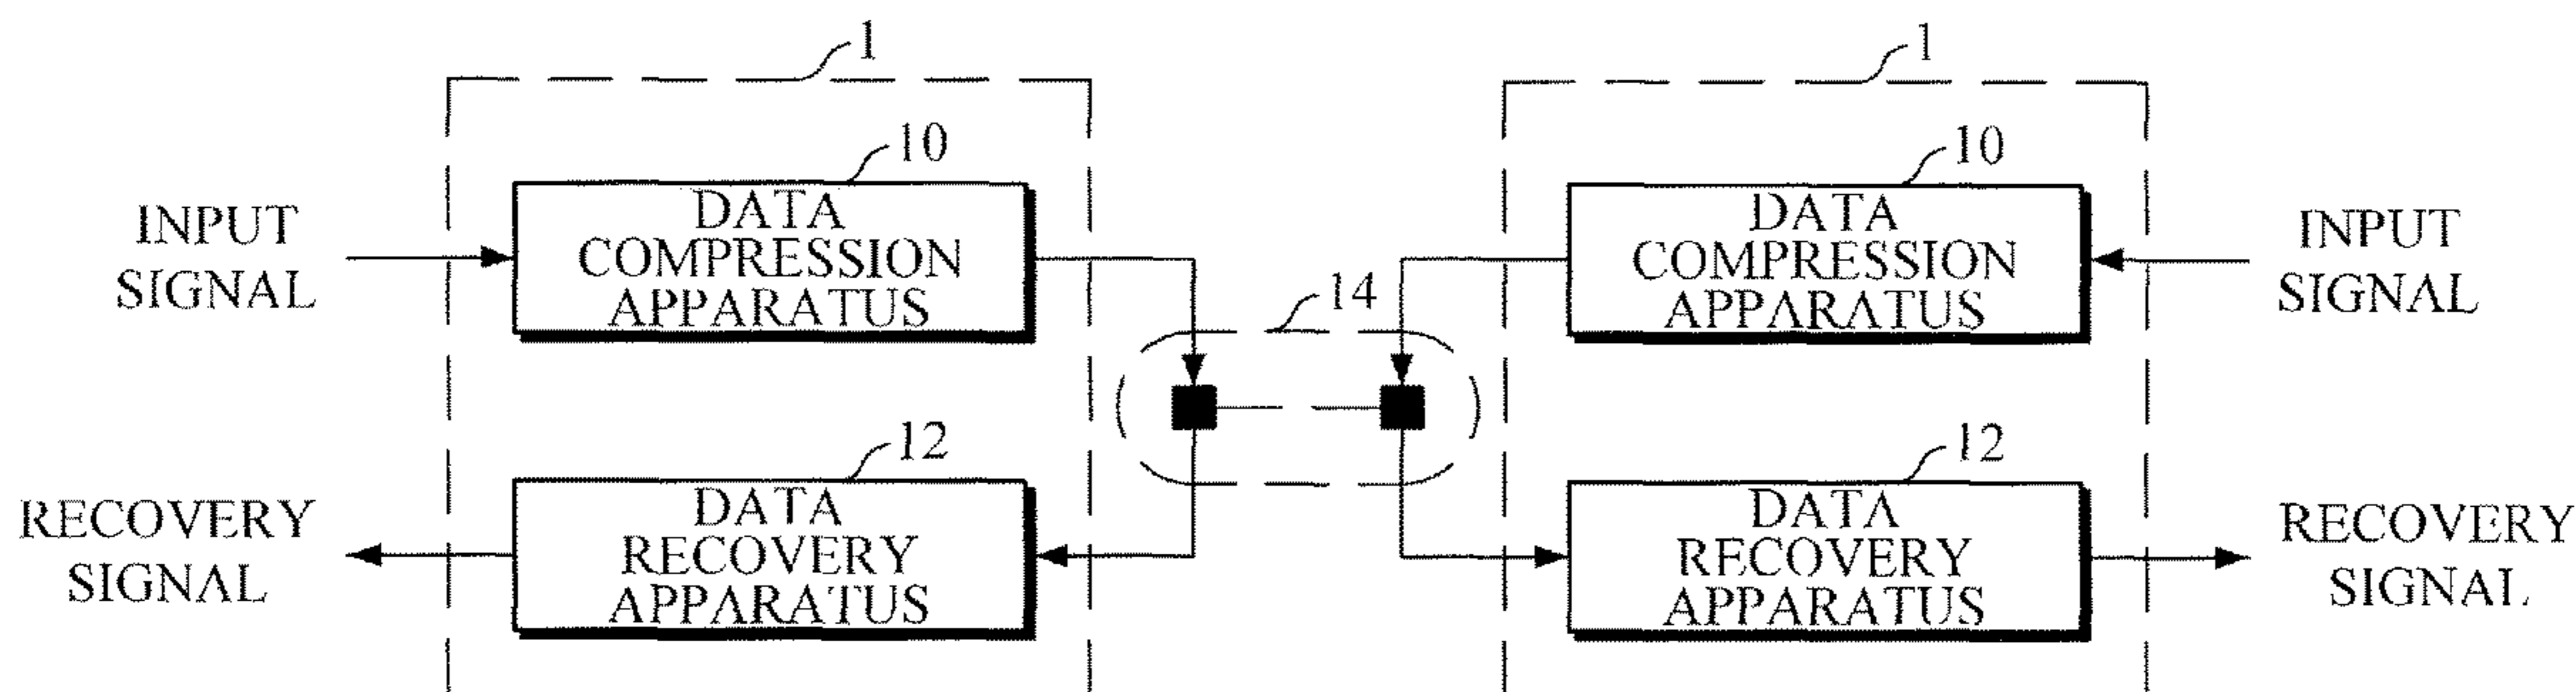 1
1
10
10
INPUT
SIGNAL
DATA
COMPRESSION
APPARATUS
DATA
COMPRESSION
APPARATUS
INPUT
SIGNAL
14
12
12
RECOVERY
SIGNAL
DATA
RECOVERY
APPARATUS
DATA
RECOVERY
APPARATUS
RECOVERY
SIGNAL